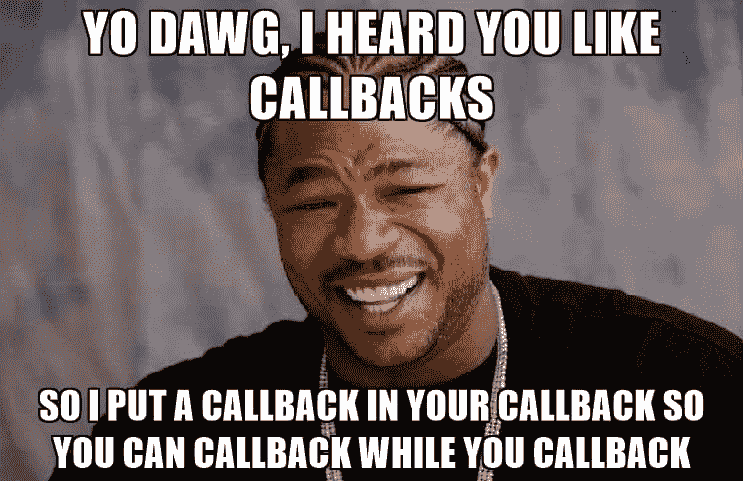 YO DAWG, I HEARD YOU LIKE
CALLBACKS
SO I PUT A CALLBACK IN YOUR CALLBACK SO
YOU CAN CALLBACK WHILE YOU CALLBACK